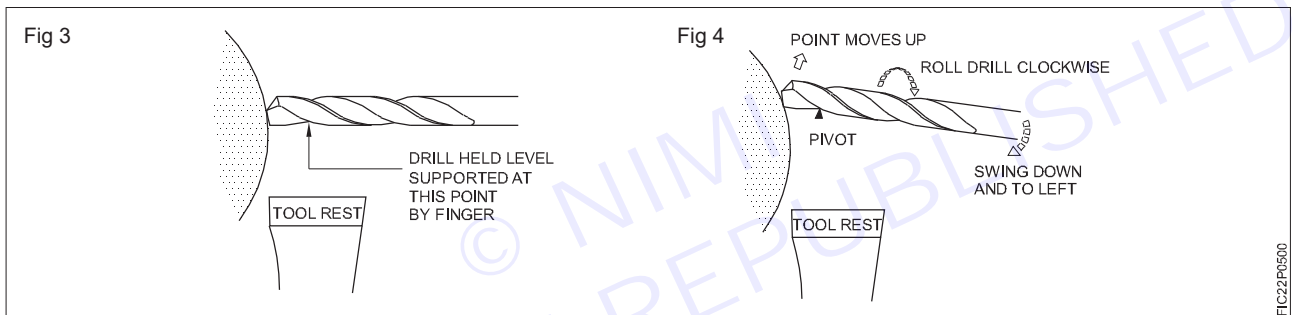 Fig 3
DRILL HELD LEVEL
SUPPORTED AT
THIS POINT
BY FINGER
TOOL REST
Fig 4
POINT MOVES UP
ROLL DRILL CLOCKWISE
PIVOT
SWING DOWN
AND TO LEFT
TOOL REST
FIC22P0500
© NIMI
REPUBLISHED